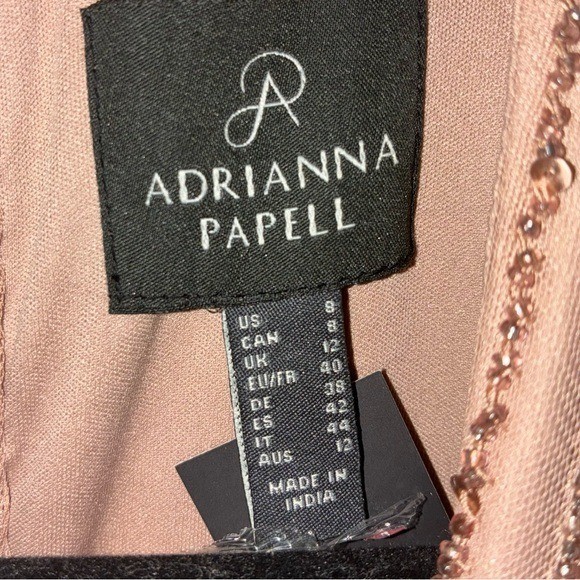 ADRIANNA
PAPELL
US 8
CAN 8
UK 12
EU/FR 40
DE 38
ES 42
IT 44
AUS 12
MADE IN
INDIA